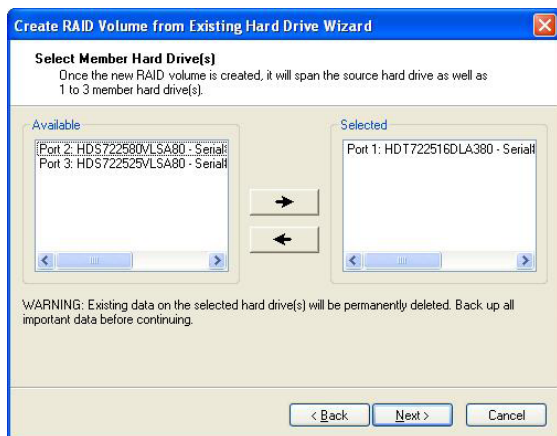 Create RAID Volume from Existing Hard Drive Wizard
Select Member Hard Drive(s)
Once the new RAID volume is created, it will span the source hard drive as well as
1 to 3 member hard drive(s).
Available
Port 2: HDS722580VLSA80 - Serial
Port 3: HDS722525VLSA80 - Serial
Selected
Port 1: HDT722516DLA380 - Serial
WARNING: Existing data on the selected hard drive(s) will be permanently deleted. Back up all
important data before continuing.
< Back
Next >
Cancel